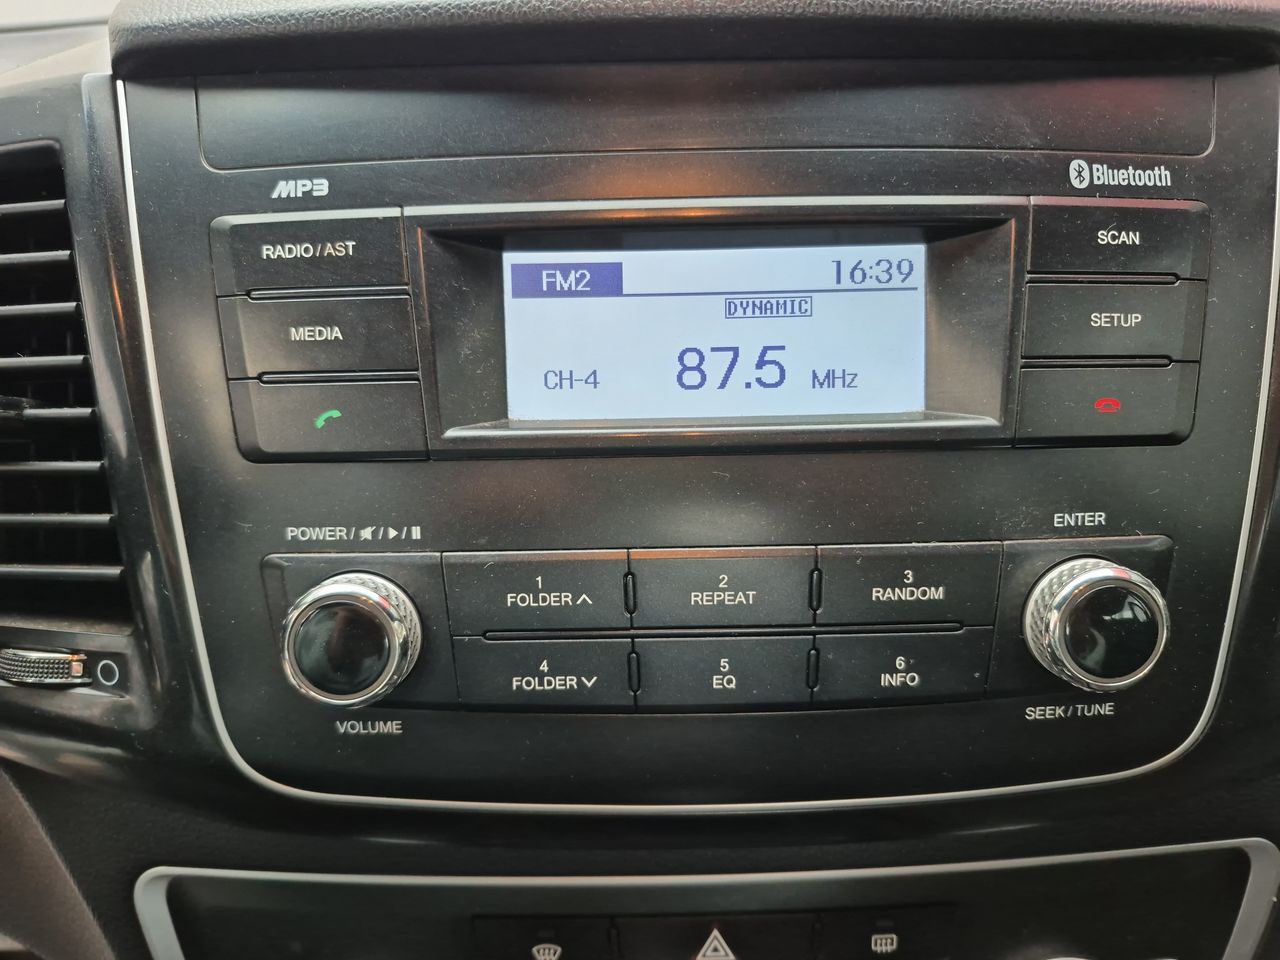 MP3
Bluetooth
RADIO / AST
SCAN
FM2 16:39
DYNAMIC
MEDIA
SETUP
CH-4 87.5 MHz
POWER /
ENTER
1
FOLDER
2
REPEAT
3
RANDOM
4
FOLDER
5
EQ
6
INFO
VOLUME
SEEK / TUNE